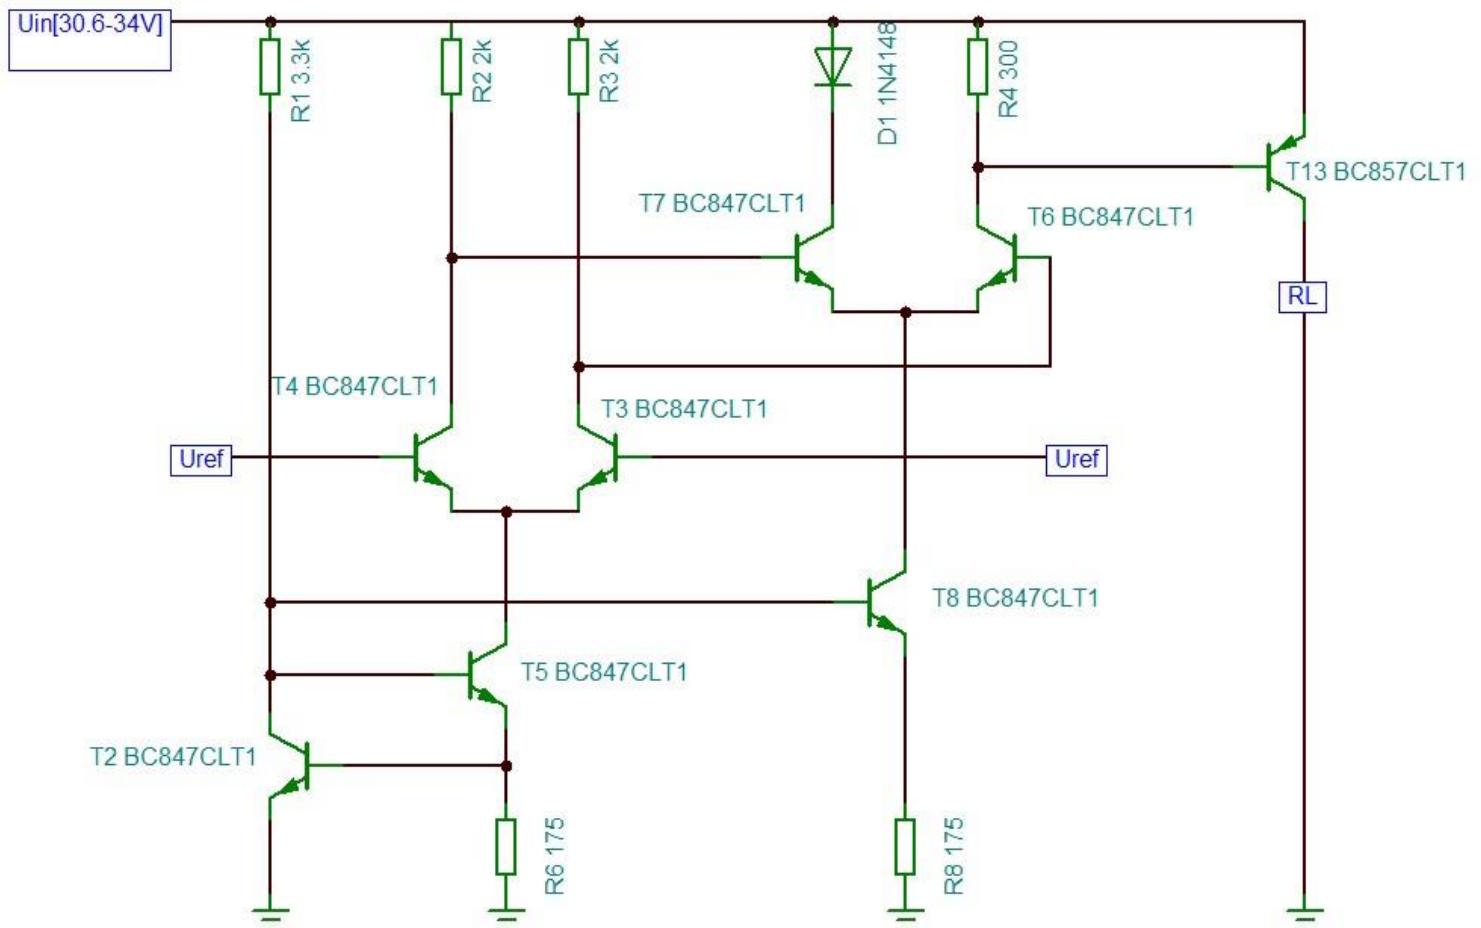 Uin[30.6-34V]
R1 3.3k
R2 2k
R3 2k
D1 1N4148
R4 300
T13 BC857CLT1
T7 BC847CLT1
T6 BC847CLT1
RL
T4 BC847CLT1
T3 BC847CLT1
Uref
Uref
T8 BC847CLT1
T5 BC847CLT1
T2 BC847CLT1
R6 175
R8 175